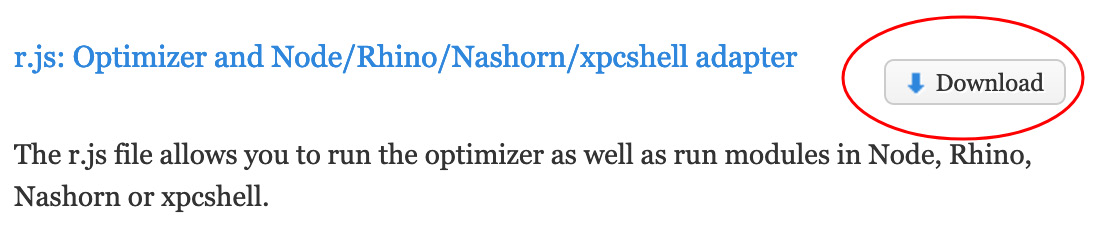 r.js: Optimizer and Node/Rhino/Nashorn/xpcshell adapter
Download
The r.js file allows you to run the optimizer as well as run modules in Node, Rhino,
Nashorn or xpcshell.